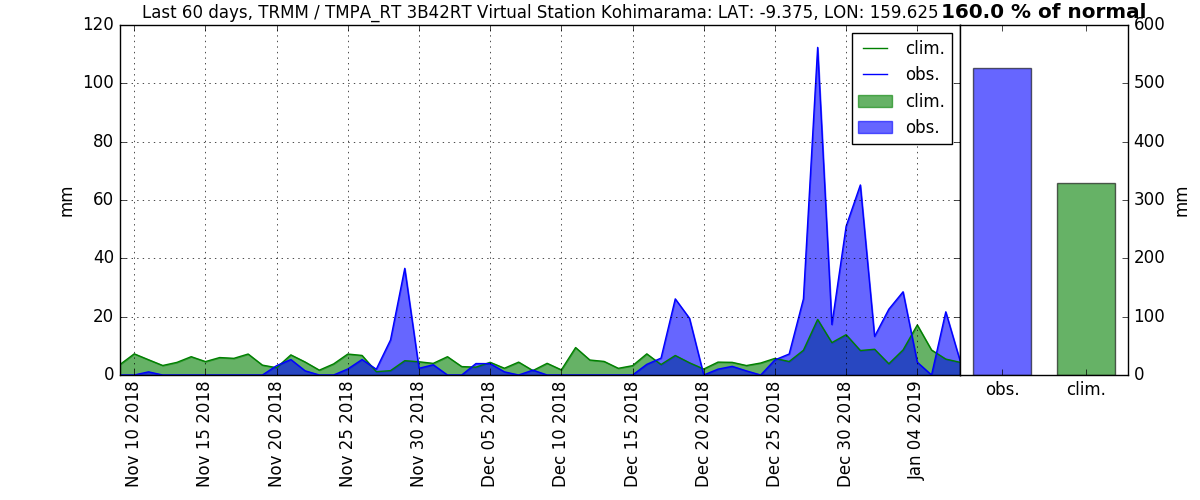 Last 60 days, TRMM / TMPA_RT 3B42RT Virtual Station Kohimarama: LAT: -9.375, LON: 159.625
160.0 % of normal
120
100
80
60
40
20
0
mm
clim.
obs.
clim.
obs.
600
500
400
300
200
100
0
mm
Nov 10 2018
Nov 15 2018
Nov 20 2018
Nov 25 2018
Nov 30 2018
Dec 05 2018
Dec 10 2018
Dec 15 2018
Dec 20 2018
Dec 25 2018
Dec 30 2018
Jan 04 2019
obs.
clim.